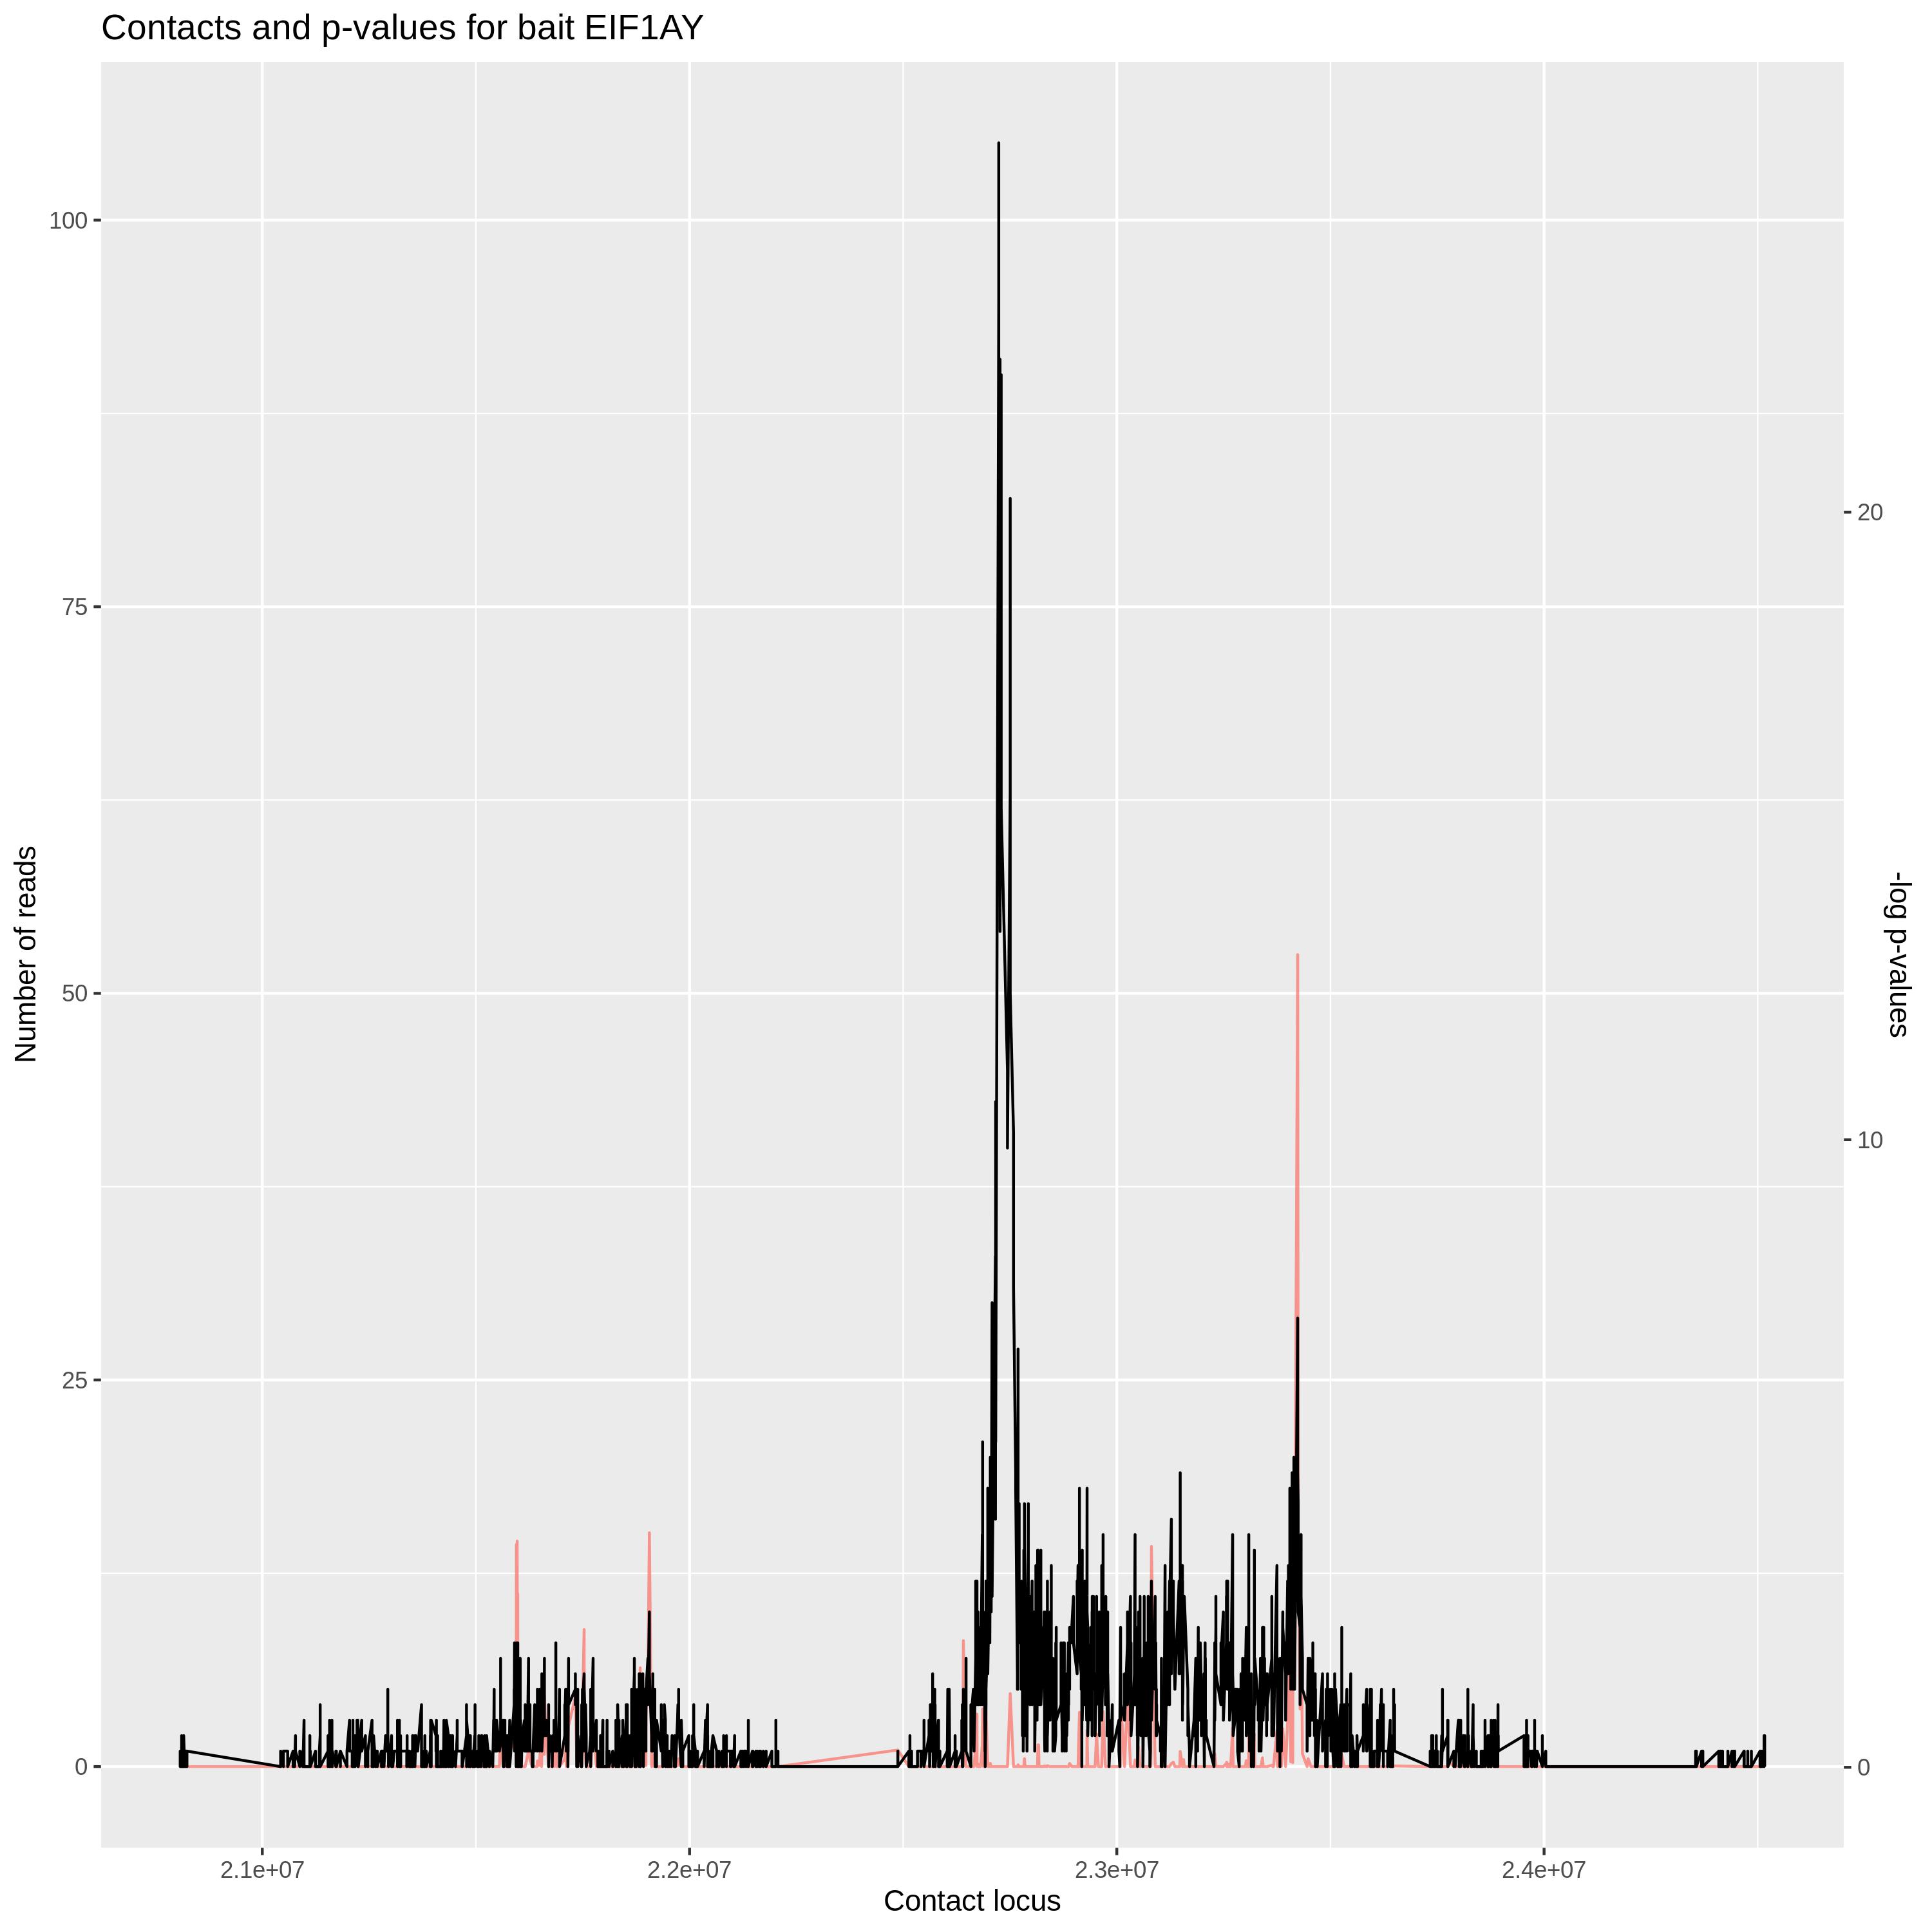 Contacts and p-values for bait EIF1AY
100
75
50
25
0
Number of reads
20
10
0
-log p-values
2.1e+07
2.2e+07
2.3e+07
2.4e+07
Contact locus